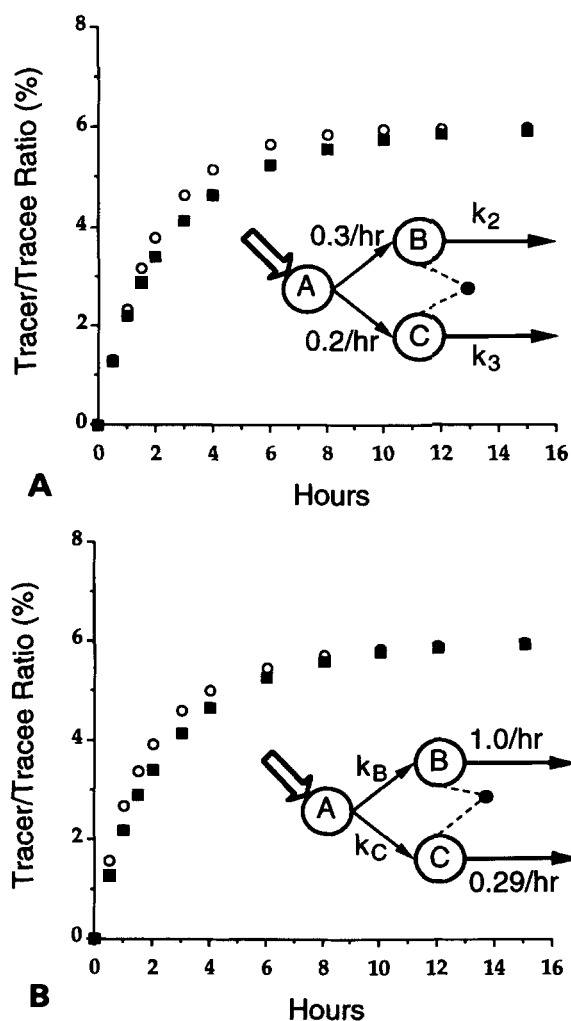 8
6
4
2
0
Tracer/Tracee Ratio (%)
0.3/hr
B
k2
A
0.2/hr
C
k3
0 2 4 6 8 10 12 14 16
A
Hours
8
6
4
2
0
Tracer/Tracee Ratio (%)
1.0/hr
kB
B
A
kC
C
0.29/hr
0 2 4 6 8 10 12 14 16
B
Hours